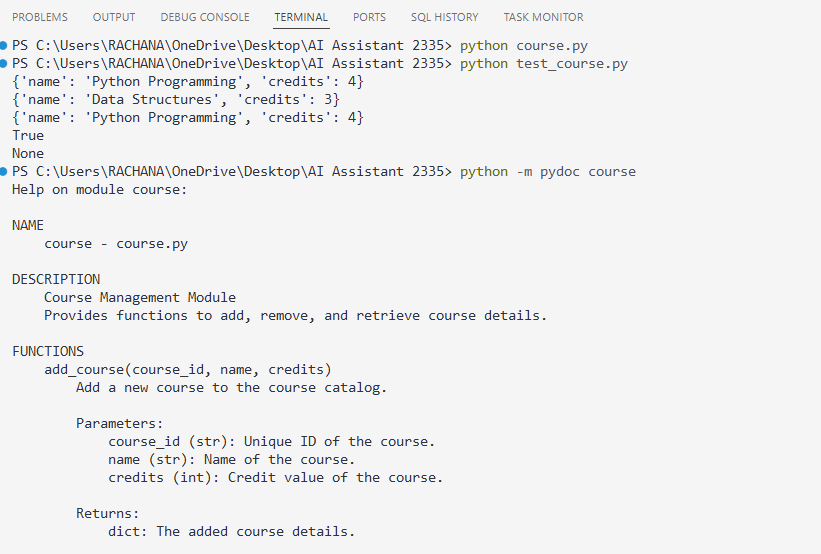 PROBLEMS OUTPUT DEBUG CONSOLE TERMINAL PORTS SQL HISTORY TASK MONITOR
PS C:\Users\RACHANA\OneDrive\Desktop\AI Assistant 2335> python course.py
PS C:\Users\RACHANA\OneDrive\Desktop\AI Assistant 2335> python test_course.py
{'name': 'Python Programming', 'credits': 4}
{'name': 'Data Structures', 'credits': 3}
{'name': 'Python Programming', 'credits': 4}
True
None
PS C:\Users\RACHANA\OneDrive\Desktop\AI Assistant 2335> python -m pydoc course
Help on module course:

NAME
    course - course.py

DESCRIPTION
    Course Management Module
    Provides functions to add, remove, and retrieve course details.

FUNCTIONS
    add_course(course_id, name, credits)
        Add a new course to the course catalog.

        Parameters:
            course_id (str): Unique ID of the course.
            name (str): Name of the course.
            credits (int): Credit value of the course.

        Returns:
            dict: The added course details.